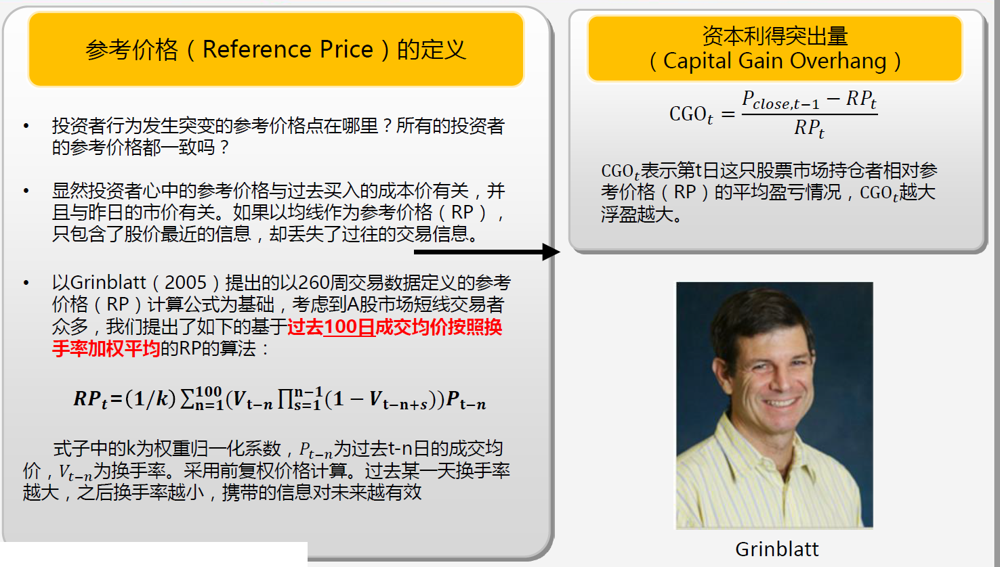 参考价格（Reference Price）的定义
• 投资者行为发生突变的参考价格点在哪里？所有的投资者
的参考价格都一致吗？
• 显然投资者心中的参考价格与过去买入的成本价有关，并
且与昨日的市价有关。如果以均线作为参考价格（RP），
只包含了股价最近的信息，却丢失了过往的交易信息。
• 以Grinblatt（2005）提出的以260周交易数据定义的参考
价格（RP）计算公式为基础，考虑到A股市场短线交易者
众多，我们提出了如下的基于过去100日成交均价按照换
手率加权平均的RP的算法：
$RP_t=(1/k)\sum_{n=1}^{100}(V_{t-n}\prod_{s=1}^{n-1}(1-V_{t-n+s}))P_{t-n}$
式子中的k为权重归一化系数，$P_{t-n}$为过去t-n日的成交均
价，$V_{t-n}$为换手率。采用前复权价格计算。过去某一天换手率
越大，之后换手率越小，携带的信息对未来越有效
资本利得突出量
（Capital Gain Overhang）
$CGO_t=\frac{P_{close,t-1}-RP_t}{RP_t}$
$CGO_t$表示第t日这只股票市场持仓者相对参
考价格（RP）的平均盈亏情况，$CGO_t$越大
浮盈越大。
Grinblatt